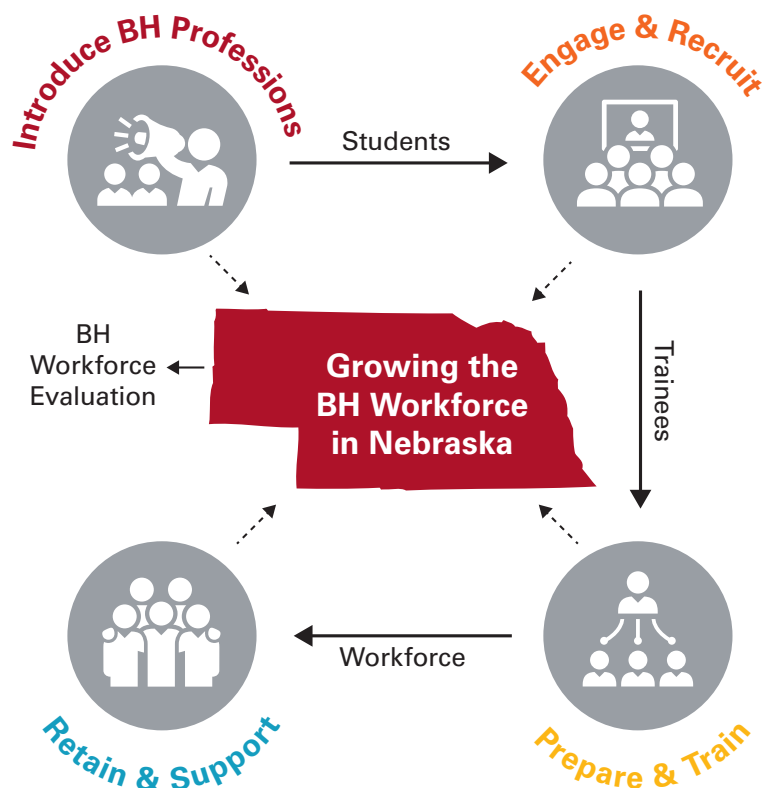 Introduce BH Professions
Engage & Recruit
Students
BH
Workforce
Evaluation
Growing the
BH Workforce
in Nebraska
Trainees
Workforce
Retain & Support
Prepare & Train